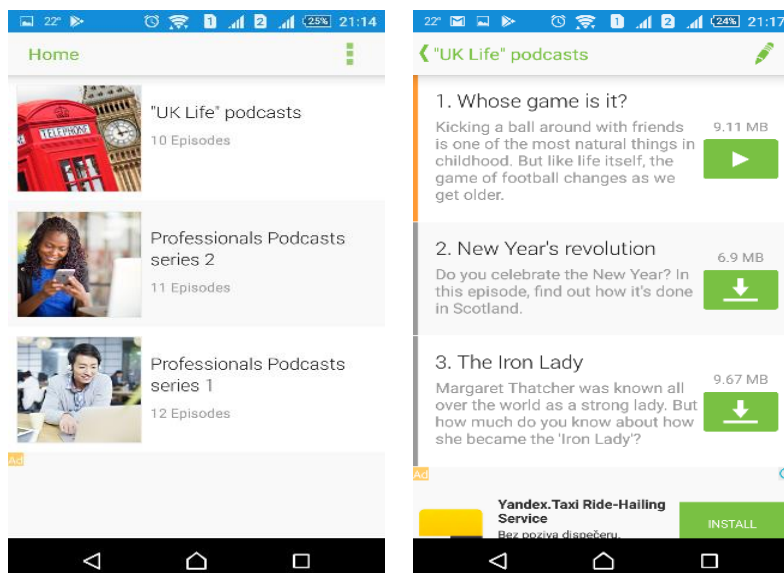 22°
1
2
25%
21:14
Home
TELEPHONE
"UK Life" podcasts
10 Episodes
Professionals Podcasts
series 2
11 Episodes
Professionals Podcasts
series 1
12 Episodes
Ad
22°
1
2
24%
21:17
"UK Life" podcasts
1. Whose game is it?
Kicking a ball around with friends
is one of the most natural things in
childhood. But like life itself, the
game of football changes as we
get older.
9.11 MB
2. New Year's revolution
Do you celebrate the New Year? In
this episode, find out how it's done
in Scotland.
6.9 MB
3. The Iron Lady
Margaret Thatcher was known all
over the world as a strong lady. But
how much do you know about how
she became the 'Iron Lady'?
9.67 MB
Ad
Yandex.Taxi Ride-Hailing
Service
Bez poziva dispečeru.
INSTALL